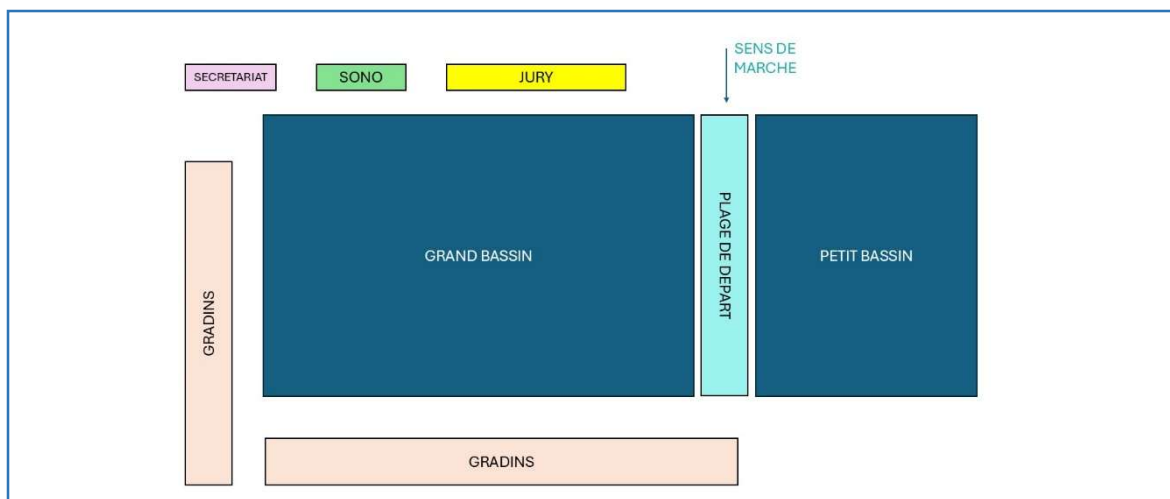 SENS DE
MARCHE
SECRETARIAT
SONO
JURY
GRAND BASSIN
PLAGE DE DEPART
PETIT BASSIN
GRADINS
GRADINS